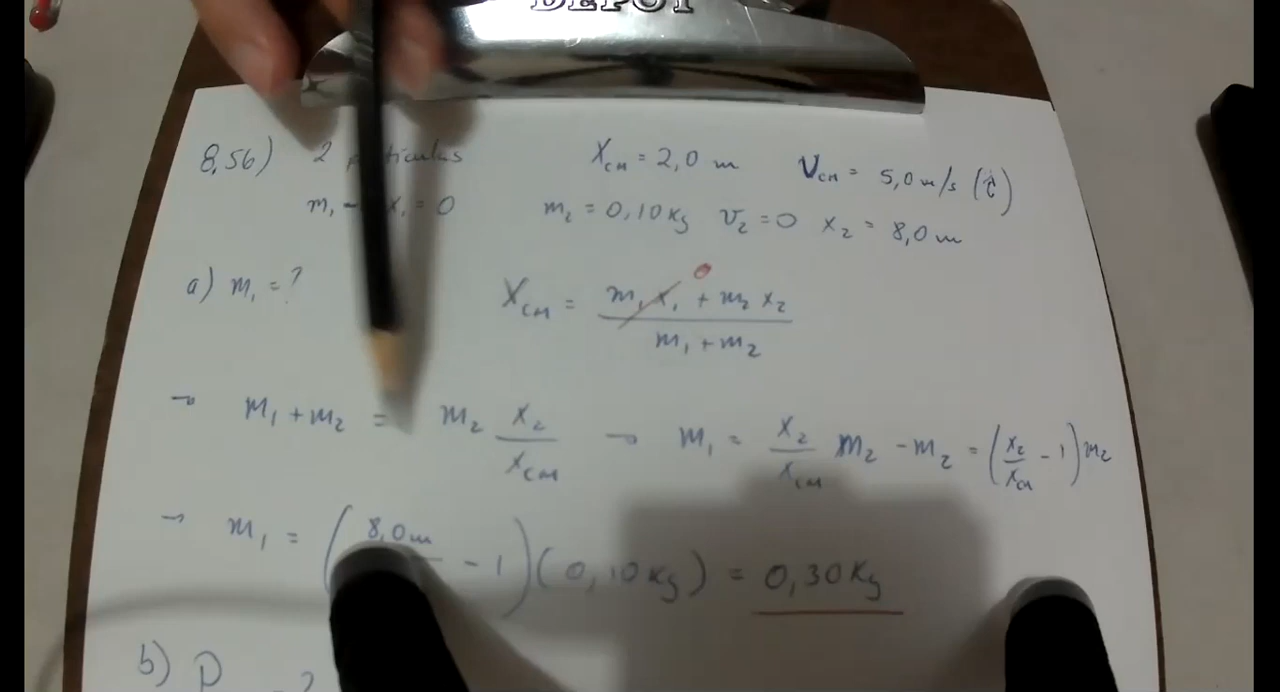 DEPOT
8,56) 2 X_CM = 2,0 m V_CM = 5,0 m/s (î)
m₁ → x₁ = 0 m₂ = 0,10 Kg v₂ = 0 x₂ = 8,0 m
a) m₁ = ? X_CM = (m₁x₁ + m₂x₂)/(m₁ + m₂) 0
→ m₁ + m₂ = m₂ x₂/x_CM → m₁ = x₂/x_CM m₂ - m₂ = (x₂/x_CM - 1) m₂
→ m₁ = (8,0 m - 1)(0,10 Kg) = 0,30 Kg
b) P = ?